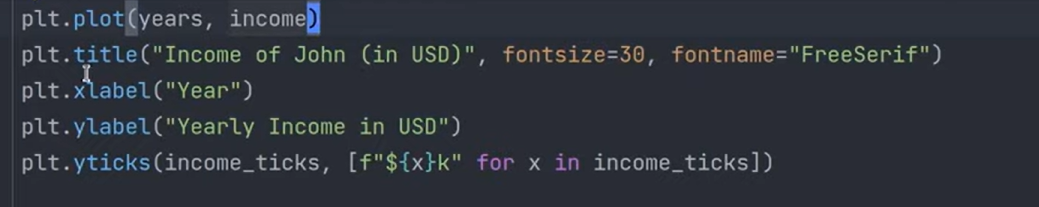 plt.plot(years, income)
plt.title("Income of John (in USD)", fontsize=30, fontname="FreeSerif")
plt.xlabel("Year")
plt.ylabel("Yearly Income in USD")
plt.yticks(income_ticks, [f"${x}k" for x in income_ticks])